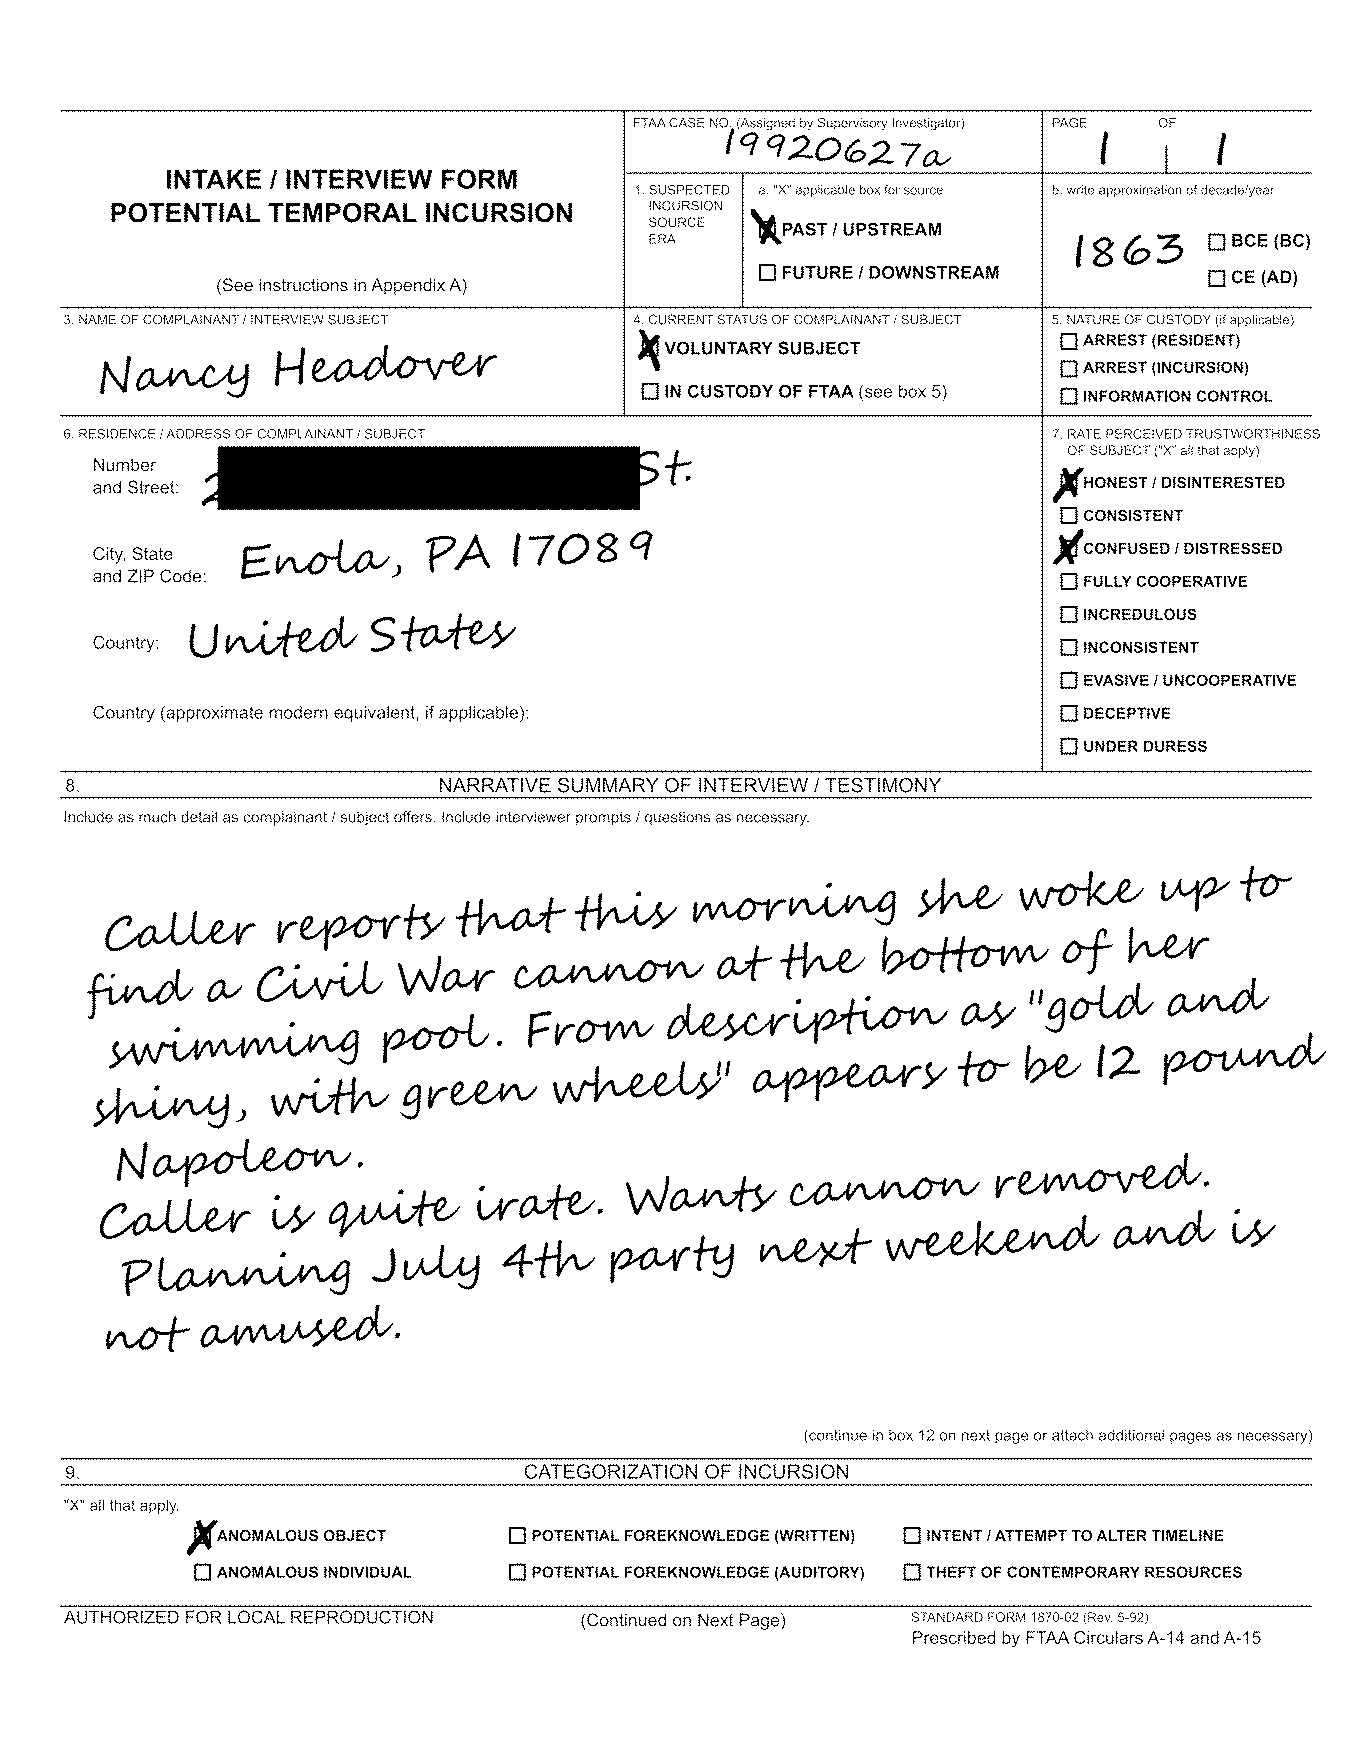 INTAKE / INTERVIEW FORM
POTENTIAL TEMPORAL INCURSION
(See instructions in Appendix A)
FTAA CASE NO. (Assigned by Supervisory Investigator)
19920627a
PAGE OF
1 1
1. SUSPECTED
INCURSION
SOURCE
ERA
a. "X" applicable box for source
PAST / UPSTREAM
FUTURE / DOWNSTREAM
b. write approximation of decade/year
1863
BCE (BC)
CE (AD)
3. NAME OF COMPLAINANT / INTERVIEW SUBJECT
Nancy Headover
4. CURRENT STATUS OF COMPLAINANT / SUBJECT
VOLUNTARY SUBJECT
IN CUSTODY OF FTAA (see box 5)
5. NATURE OF CUSTODY (if applicable)
ARREST (RESIDENT)
ARREST (INCURSION)
INFORMATION CONTROL
6. RESIDENCE / ADDRESS OF COMPLAINANT / SUBJECT
Number
and Street:
St.
City, State
and ZIP Code:
Enola, PA 17089
Country:
United States
Country (approximate modern equivalent, if applicable):
7. RATE PERCEIVED TRUSTWORTHINESS
OF SUBJECT ("X" all that apply)
HONEST / DISINTERESTED
CONSISTENT
CONFUSED / DISTRESSED
FULLY COOPERATIVE
INCREDULOUS
INCONSISTENT
EVASIVE / UNCOOPERATIVE
DECEPTIVE
UNDER DURESS
8. NARRATIVE SUMMARY OF INTERVIEW / TESTIMONY
Include as much detail as complainant / subject offers. Include interviewer prompts / questions as necessary.
Caller reports that this morning she woke up to
find a Civil War cannon at the bottom of her
swimming pool. From description as "gold and
shiny, with green wheels" appears to be 12 pound
Napoleon.
Caller is quite irate. Wants cannon removed.
Planning July 4th party next weekend and is
not amused.
(continue in box 12 on next page or attach additional pages as necessary)
9. CATEGORIZATION OF INCURSION
"X" all that apply.
ANOMALOUS OBJECT
ANOMALOUS INDIVIDUAL
POTENTIAL FOREKNOWLEDGE (WRITTEN)
POTENTIAL FOREKNOWLEDGE (AUDITORY)
INTENT / ATTEMPT TO ALTER TIMELINE
THEFT OF CONTEMPORARY RESOURCES
AUTHORIZED FOR LOCAL REPRODUCTION
(Continued on Next Page)
STANDARD FORM 1870-02 (Rev. 5-92)
Prescribed by FTAA Circulars A-14 and A-15